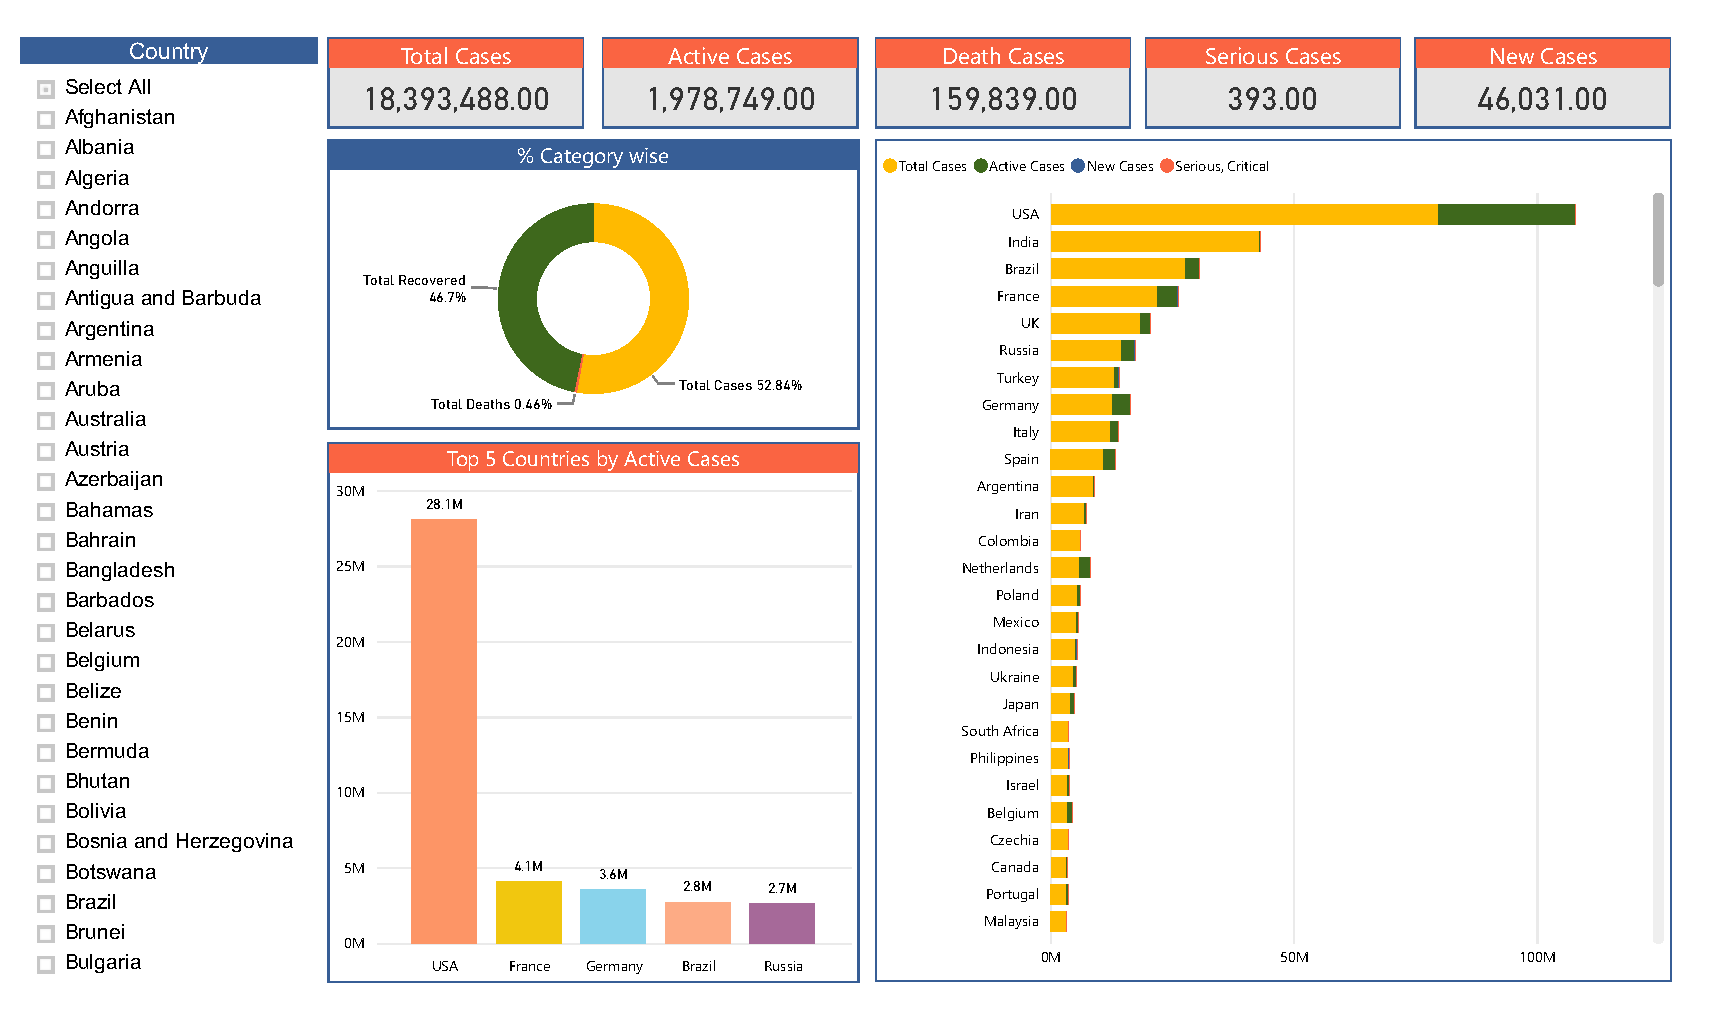 Country
Select All
Afghanistan
Albania
Algeria
Andorra
Angola
Anguilla
Antigua and Barbuda
Argentina
Armenia
Aruba
Australia
Austria
Azerbaijan
Bahamas
Bahrain
Bangladesh
Barbados
Belarus
Belgium
Belize
Benin
Bermuda
Bhutan
Bolivia
Bosnia and Herzegovina
Botswana
Brazil
Brunei
Bulgaria
Total Cases
18,393,488.00
Active Cases
1,978,749.00
Death Cases
159,839.00
Serious Cases
393.00
New Cases
46,031.00
% Category wise
Total Recovered
46.7%
Total Deaths 0.46%
Total Cases 52.84%
Top 5 Countries by Active Cases
30M
25M
20M
15M
10M
5M
0M
28.1M
4.1M
3.6M
2.8M
2.7M
USA
France
Germany
Brazil
Russia
Total Cases Active Cases New Cases Serious, Critical
USA
India
Brazil
France
UK
Russia
Turkey
Germany
Italy
Spain
Argentina
Iran
Colombia
Netherlands
Poland
Mexico
Indonesia
Ukraine
Japan
South Africa
Philippines
Israel
Belgium
Czechia
Canada
Portugal
Malaysia
0M 50M 100M